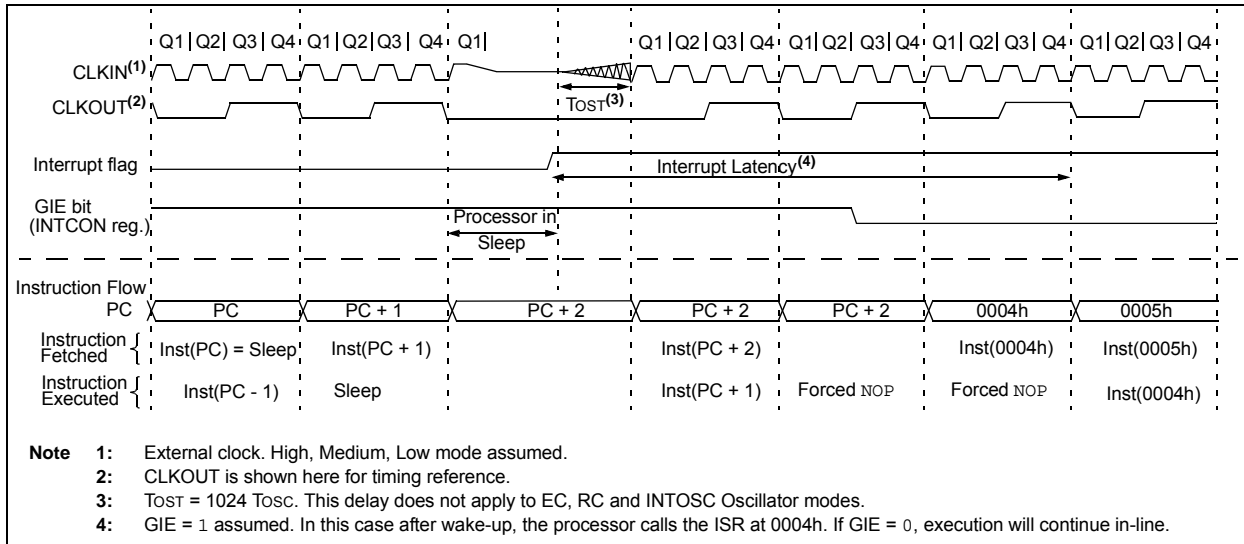 Q1 | Q2 | Q3 | Q4 Q1 | Q2 | Q3 | Q4 Q1 | Q1 | Q2 | Q3 | Q4 Q1 | Q2 | Q3 | Q4 Q1 | Q2 | Q3 | Q4 Q1 | Q2 | Q3 | Q4
CLKIN(1)
CLKOUT(2)
TOST(3)
Interrupt flag
Interrupt Latency(4)
GIE bit
(INTCON reg.)
Processor in
Sleep
Instruction Flow
PC PC PC + 1 PC + 2 PC + 2 PC + 2 0004h 0005h
Instruction
Fetched { Inst(PC) = Sleep Inst(PC + 1) Inst(PC + 2) Inst(0004h) Inst(0005h)
Instruction
Executed { Inst(PC - 1) Sleep Inst(PC + 1) Forced NOP Forced NOP Inst(0004h)
Note 1: External clock. High, Medium, Low mode assumed.
2: CLKOUT is shown here for timing reference.
3: TOST = 1024 TOSC. This delay does not apply to EC, RC and INTOSC Oscillator modes.
4: GIE = 1 assumed. In this case after wake-up, the processor calls the ISR at 0004h. If GIE = 0, execution will continue in-line.